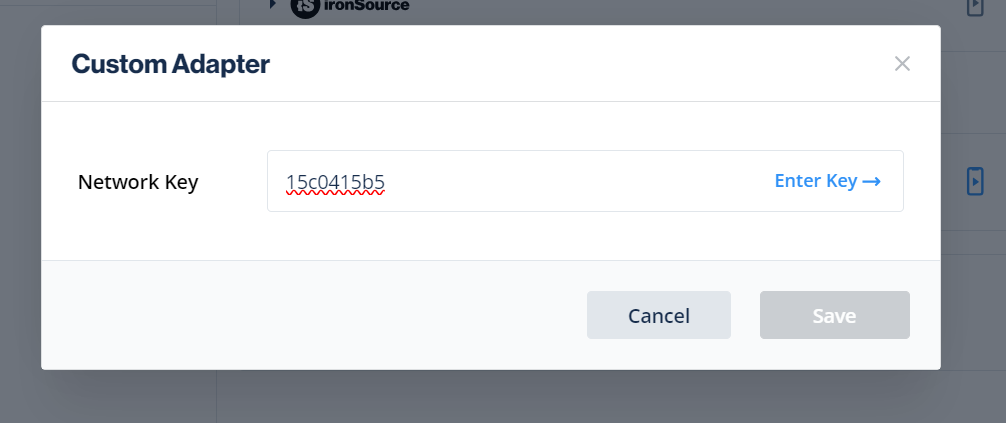 ironSource
Custom Adapter
Network Key
15c0415b5
Enter Key →
Cancel
Save